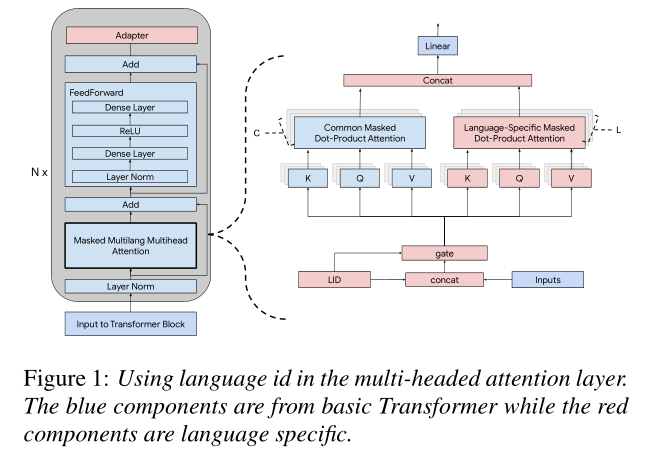 Adapter
Add
FeedForward
Dense Layer
ReLU
Dense Layer
Layer Norm
N x
Add
Masked Multilang Multihead
Attention
Layer Norm
Input to Transformer Block
Linear
Concat
C
Common Masked
Dot-Product Attention
Language-Specific Masked
Dot-Product Attention
L
K
Q
V
K
Q
V
gate
LID
concat
Inputs
Figure 1: Using language id in the multi-headed attention layer.
The blue components are from basic Transformer while the red
components are language specific.